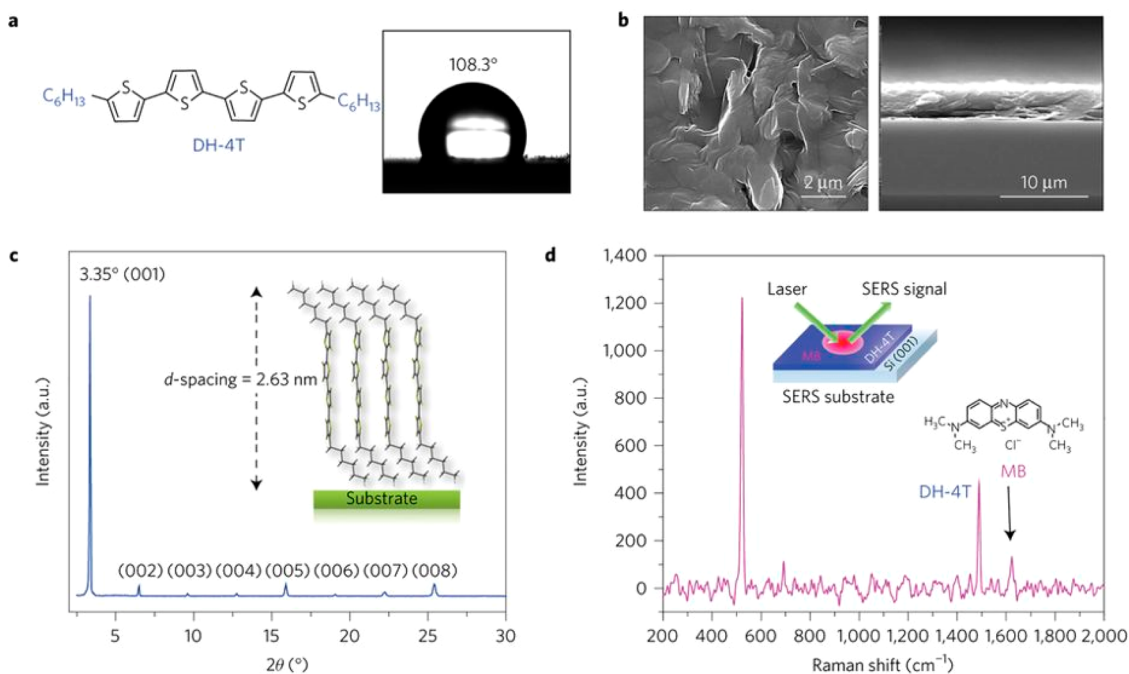 a
C₆H₁₃
S
S
S
S
C₆H₁₃
DH-4T
108.3°
b
2 μm
10 μm
c
3.35° (001)
d-spacing = 2.63 nm
Substrate
(002) (003) (004) (005) (006) (007) (008)
Intensity (a.u.)
5
10
15
20
25
30
2θ (°)
d
1,400
1,200
1,000
800
600
400
200
0
Intensity (a.u.)
Laser
SERS signal
MB
DH-4T
Si (001)
SERS substrate
N
H₃C
N
CH₃
S⁺
Cl⁻
N
CH₃
CH₃
MB
DH-4T
200 400 600 800 1,000 1,200 1,400 1,600 1,800 2,000
Raman shift (cm⁻¹)